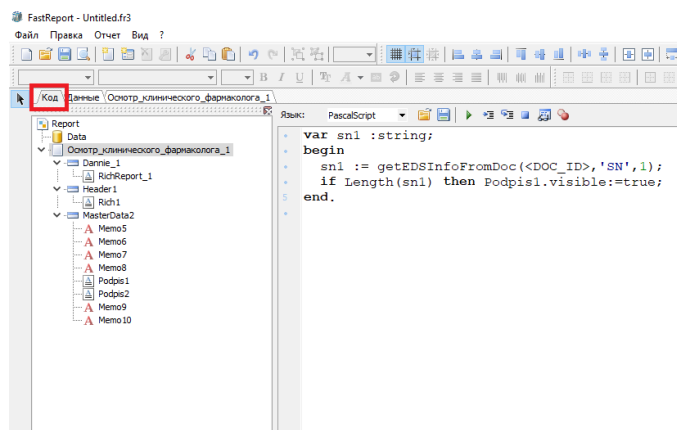 FastReport - Untitled.fr3
Файл Правка Отчет Вид ?
B I U
Код Данные Осмотр_клинического_фармаколога_1
Язык: PascalScript
Report
Data
Осмотр_клинического_фармаколога_1
Dannie_1
RichReport_1
Header1
Rich1
MasterData2
Memo5
Memo6
Memo7
Memo8
Podpis1
Podpis2
Memo9
Memo10
var sn1 :string;
begin
sn1 := getEDSInfoFromDoc(<DOC_ID>,'SN',1);
if Length(sn1) then Podpis1.visible:=true;
5 end.